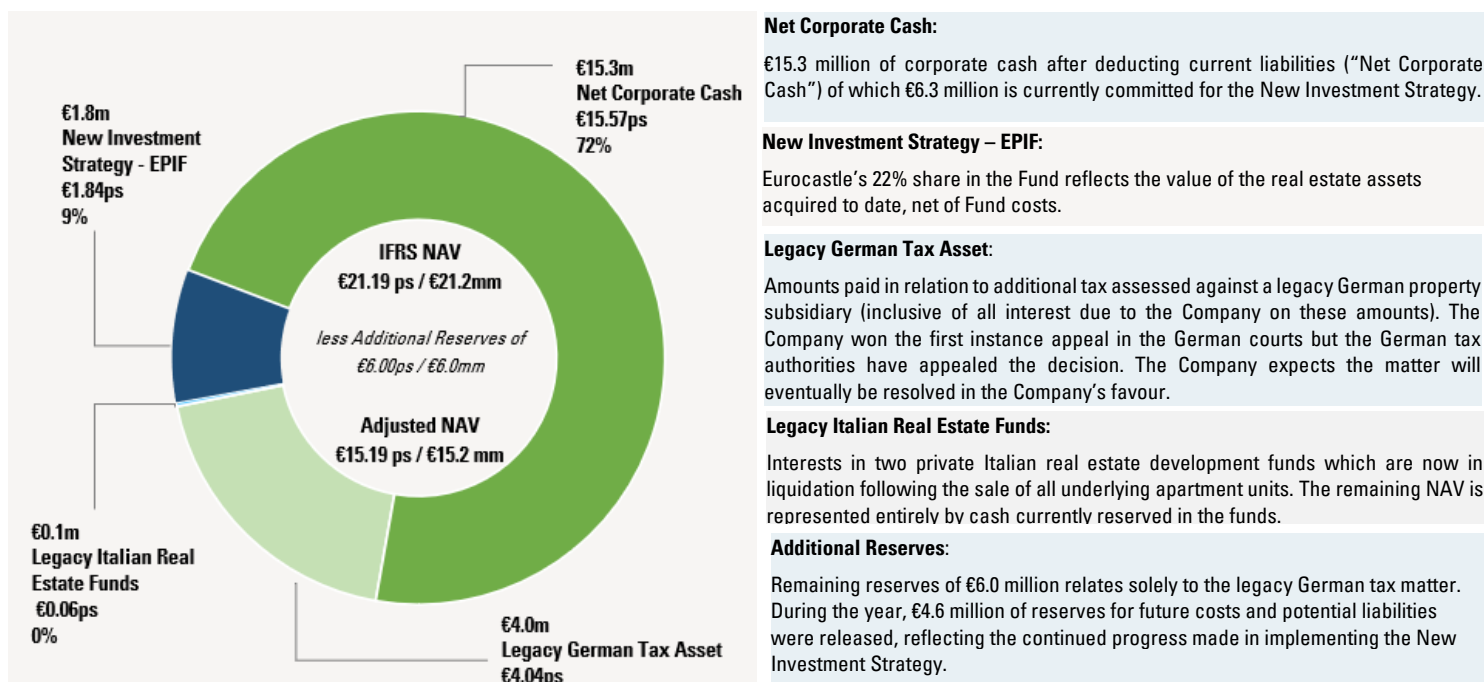 €15.3m
Net Corporate Cash
€15.57ps
72%
€1.8m
New Investment
Strategy - EPIF
€1.84ps
9%
IFRS NAV
€21.19 ps / €21.2mm
less Additional Reserves of
€6.00ps / €6.0mm
Adjusted NAV
€15.19 ps / €15.2 mm
€0.1m
Legacy Italian Real
Estate Funds
€0.06ps
0%
€4.0m
Legacy German Tax Asset
€4.04ps
Net Corporate Cash:
€15.3 million of corporate cash after deducting current liabilities (“Net Corporate
Cash”) of which €6.3 million is currently committed for the New Investment Strategy.
New Investment Strategy – EPIF:
Eurocastle’s 22% share in the Fund reflects the value of the real estate assets
acquired to date, net of Fund costs.
Legacy German Tax Asset:
Amounts paid in relation to additional tax assessed against a legacy German property
subsidiary (inclusive of all interest due to the Company on these amounts). The
Company won the first instance appeal in the German courts but the German tax
authorities have appealed the decision. The Company expects the matter will
eventually be resolved in the Company’s favour.
Legacy Italian Real Estate Funds:
Interests in two private Italian real estate development funds which are now in
liquidation following the sale of all underlying apartment units. The remaining NAV is
represented entirely by cash currently reserved in the funds.
Additional Reserves:
Remaining reserves of €6.0 million relates solely to the legacy German tax matter.
During the year, €4.6 million of reserves for future costs and potential liabilities
were released, reflecting the continued progress made in implementing the New
Investment Strategy.